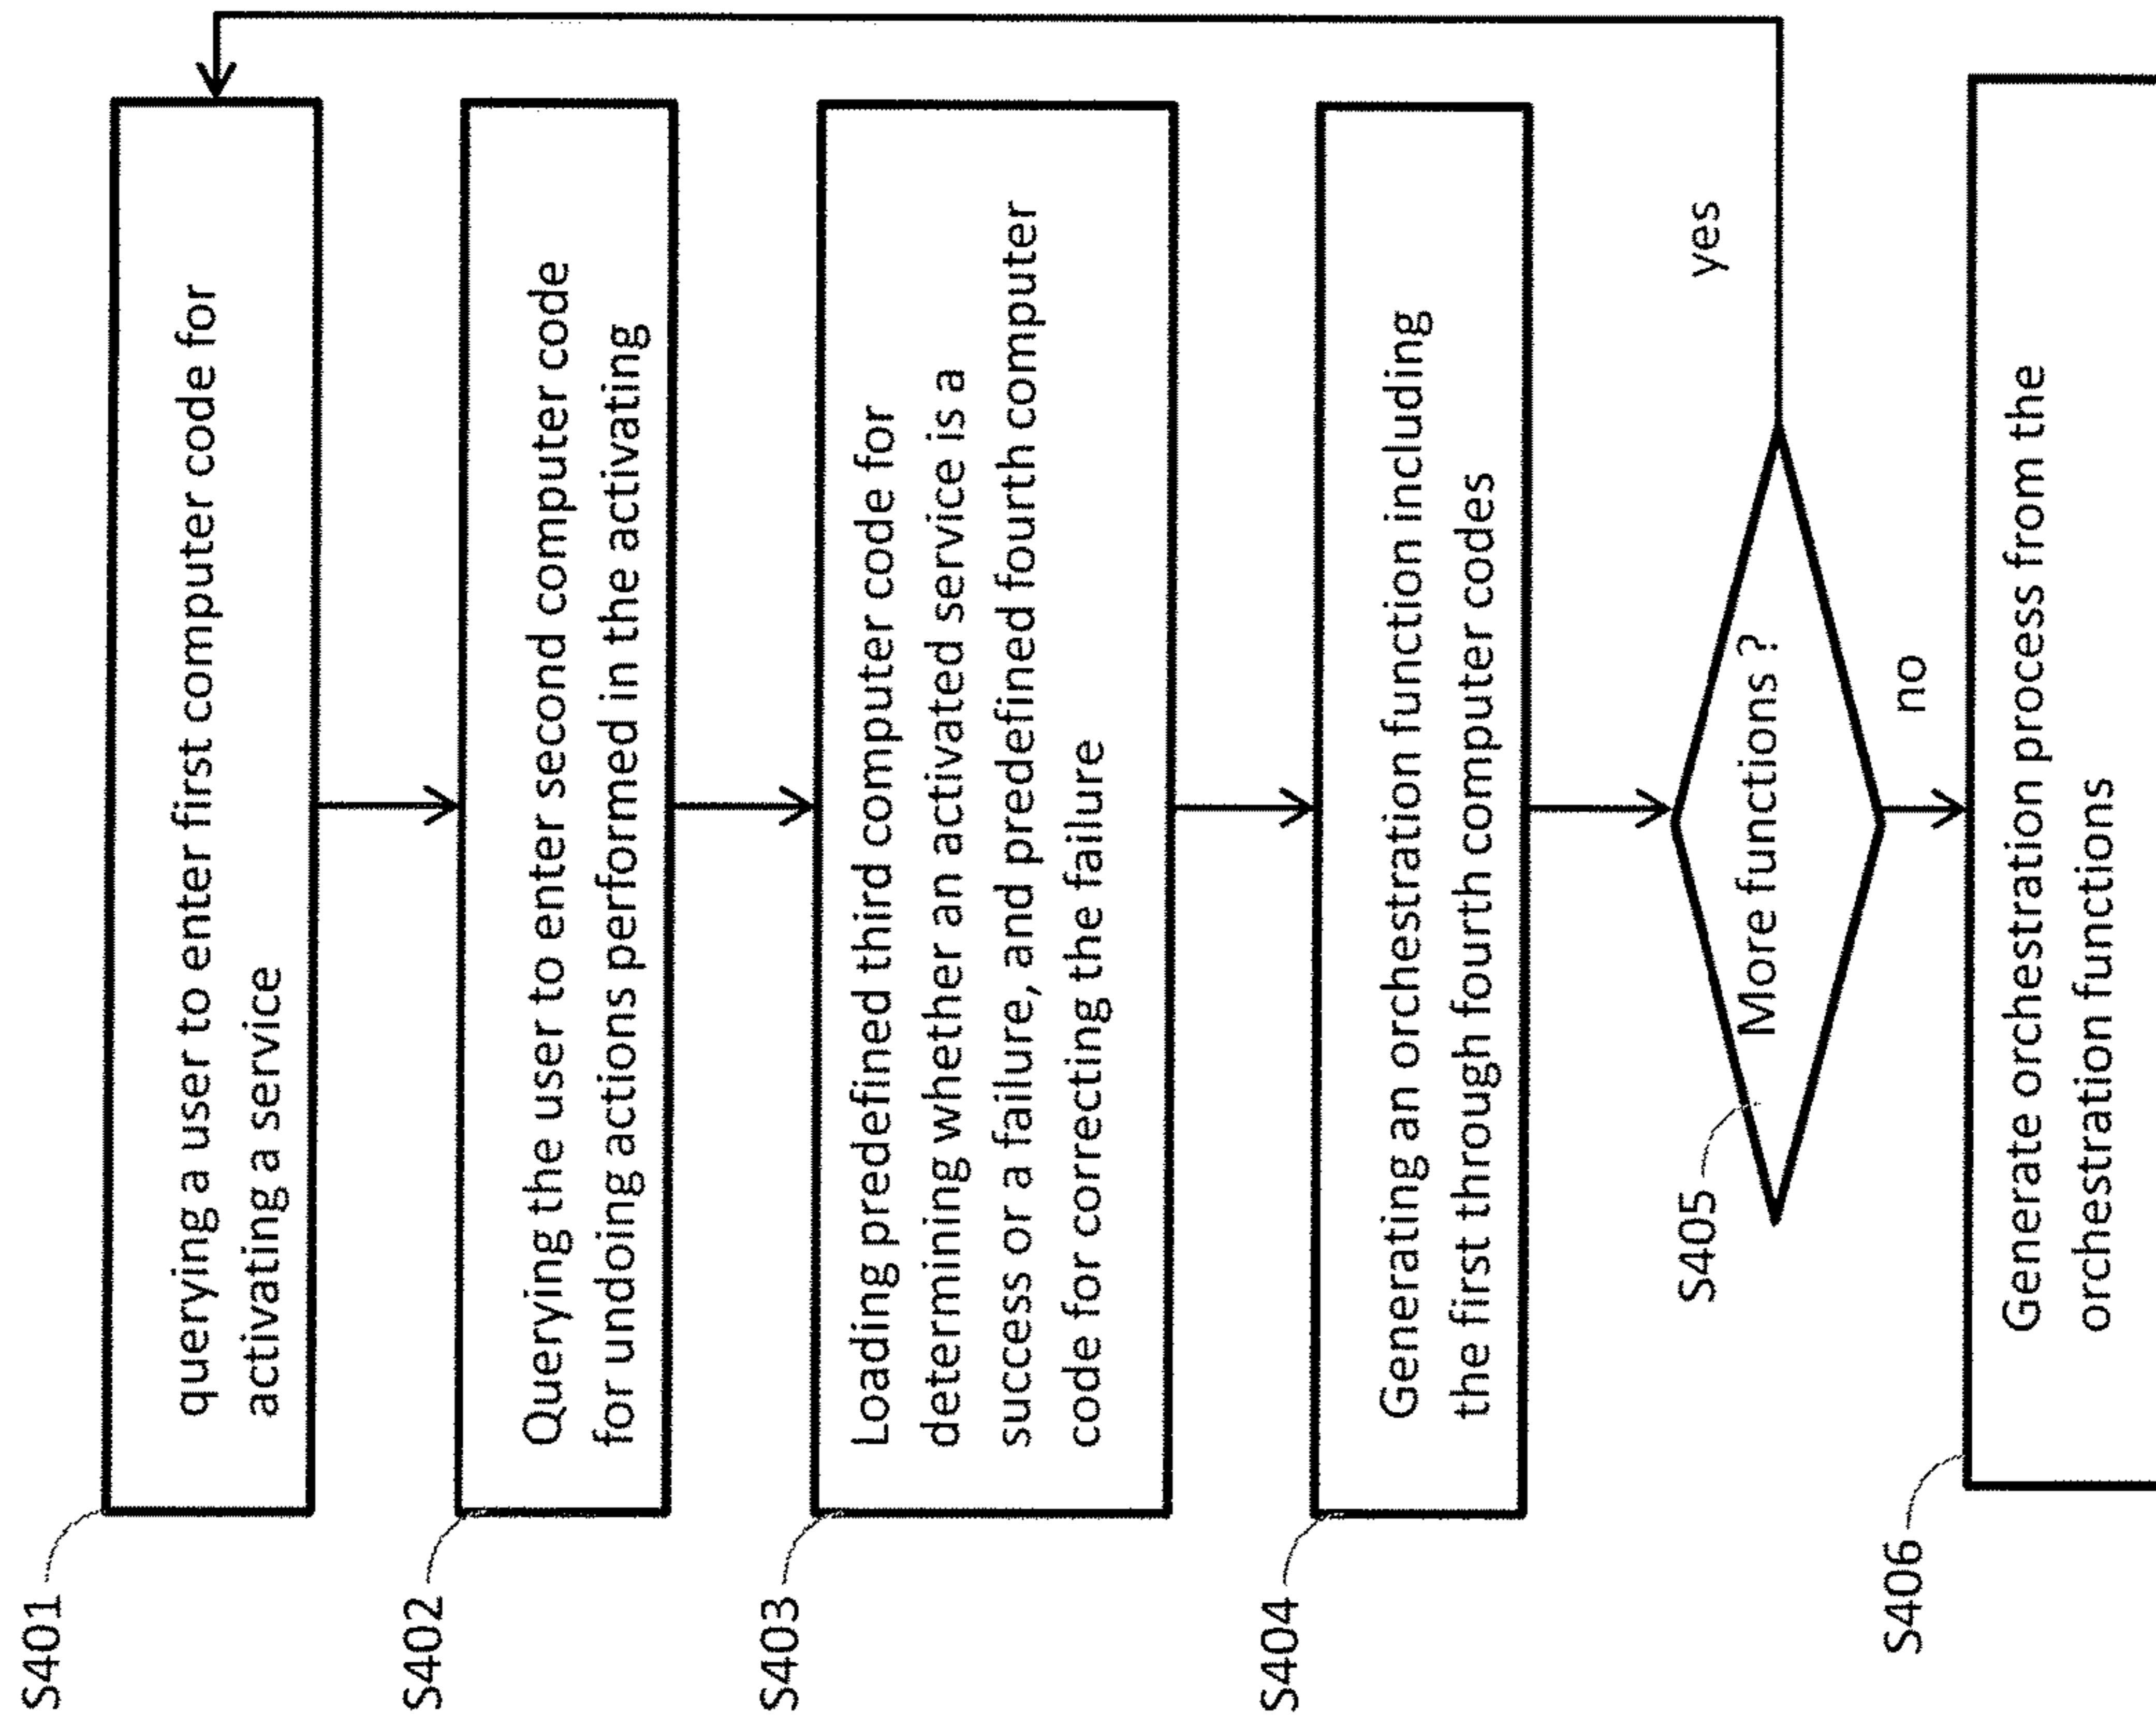 S401
querying a user to enter first computer code for
activating a service
S402
Querying the user to enter second computer code
for undoing actions performed in the activating
S403
Loading predefined third computer code for
determining whether an activated service is a
success or a failure, and predefined fourth computer
code for correcting the failure
S404
Generating an orchestration function including
the first through fourth computer codes
S405
More functions ?
yes
no
S406
Generate orchestration process from the
orchestration functions